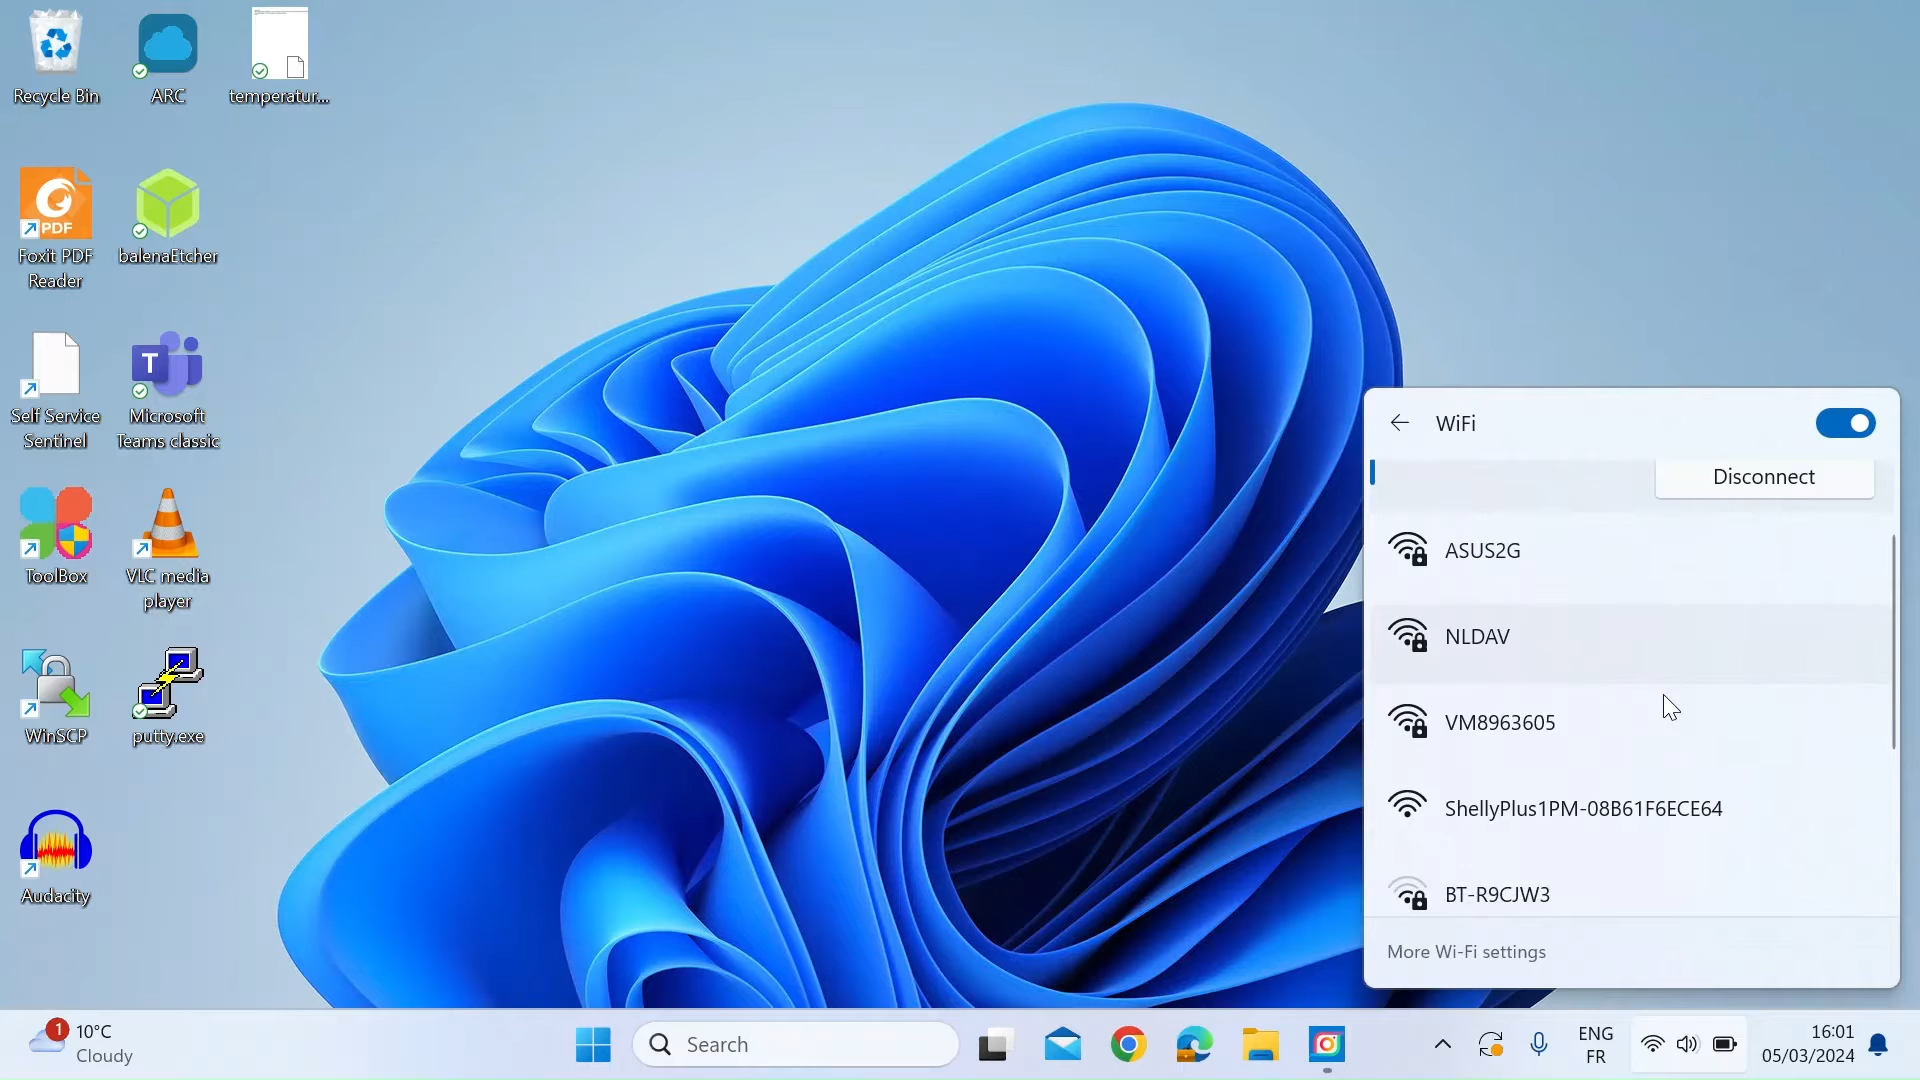 Recycle Bin
ARC
temperatur...
PDF
Foxit PDF
Reader
balenaEtcher
Self Service
Sentinel
T
Microsoft
Teams classic
ToolBox
VLC media
player
WinSCP
putty.exe
Audacity
WiFi
Disconnect
ASUS2G
NLDAV
VM8963605
ShellyPlus1PM-08B61F6ECE64
BT-R9CJW3
More Wi-Fi settings
1
10°C
Cloudy
Search
ENG
FR
16:01
05/03/2024